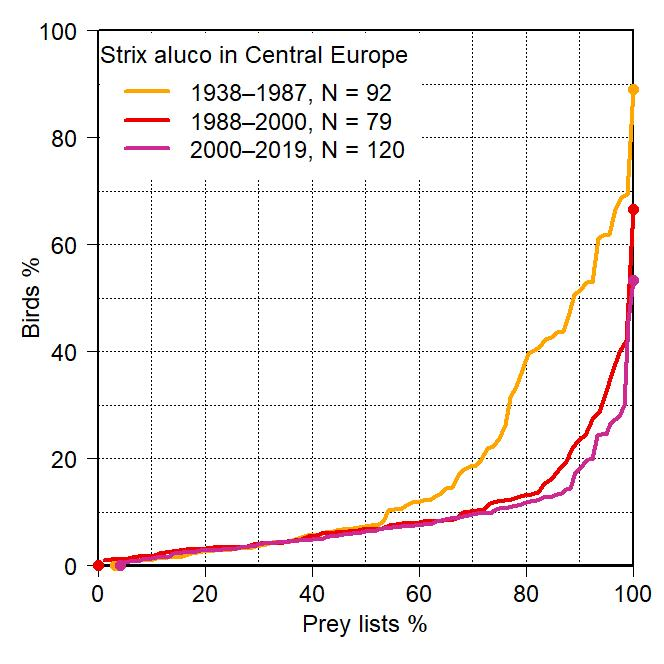 100
Strix aluco in Central Europe
1938–1987, N = 92
1988–2000, N = 79
2000–2019, N = 120
80
60
Birds %
40
20
0
0 20 40 60 80 100
Prey lists %